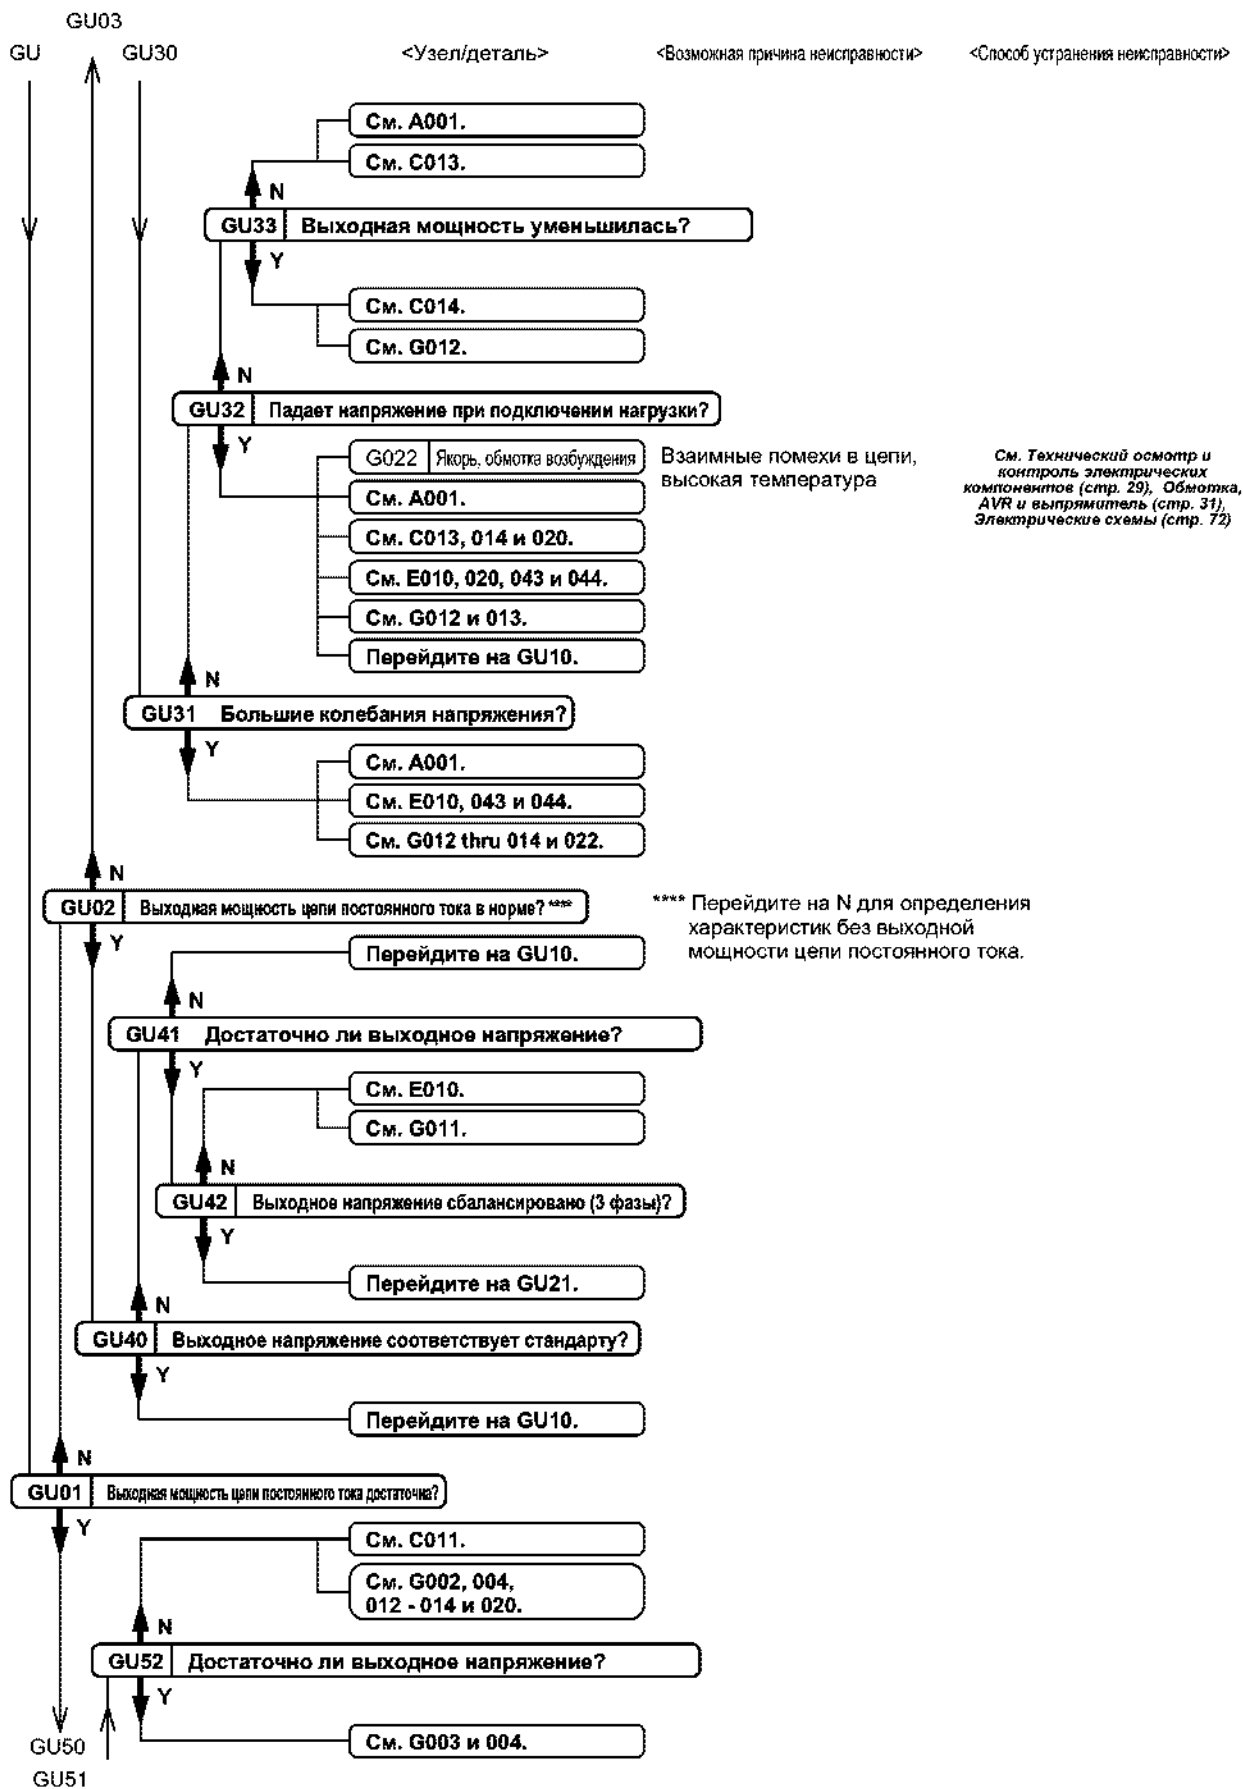 GU03
GU GU30 <Узел/деталь> <Возможная причина неисправности> <Способ устранения неисправности>
См. A001.
См. C013.
N
GU33 Выходная мощность уменьшилась?
Y
См. C014.
См. G012.
N
GU32 Падает напряжение при подключении нагрузки?
Y
G022 Якорь, обмотка возбуждения
Взаимные помехи в цепи,
высокая температура
См. Технический осмотр и
контроль электрических
компонентов (стр. 29), Обмотка,
AVR и выпрямитель (стр. 31),
Электрические схемы (стр. 72)
См. A001.
См. C013, 014 и 020.
См. E010, 020, 043 и 044.
См. G012 и 013.
Перейдите на GU10.
N
GU31 Большие колебания напряжения?
Y
См. A001.
См. E010, 043 и 044.
См. G012 thru 014 и 022.
N
GU02 Выходная мощность цепи постоянного тока в норме? ****
Y
**** Перейдите на N для определения
характеристик без выходной
мощности цепи постоянного тока.
Перейдите на GU10.
N
GU41 Достаточно ли выходное напряжение?
Y
См. E010.
См. G011.
N
GU42 Выходное напряжение сбалансировано (3 фазы)?
Y
Перейдите на GU21.
N
GU40 Выходное напряжение соответствует стандарту?
Y
Перейдите на GU10.
N
GU01 Выходная мощность цепи постоянного тока достаточна?
Y
См. C011.
См. G002, 004,
012 - 014 и 020.
N
GU52 Достаточно ли выходное напряжение?
Y
См. G003 и 004.
GU50
GU51